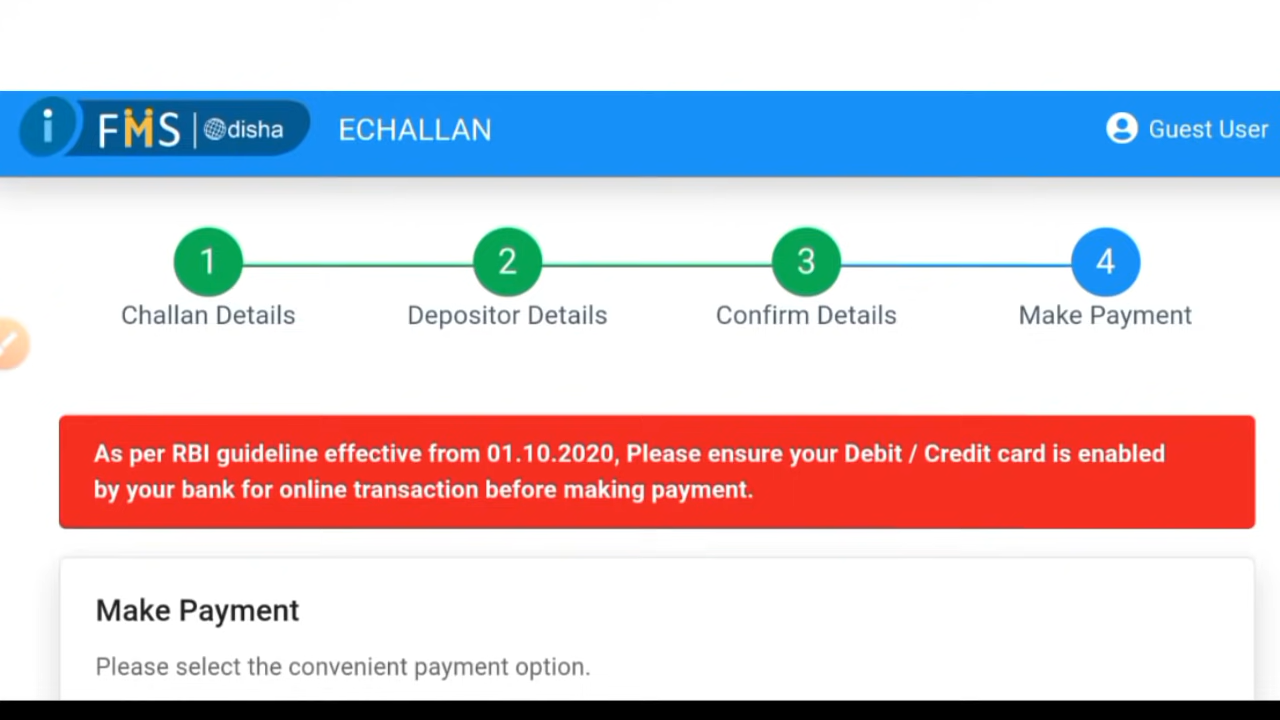 i FMS | Odisha ECHALLAN Guest User
1 2 3 4
Challan Details Depositor Details Confirm Details Make Payment
As per RBI guideline effective from 01.10.2020, Please ensure your Debit / Credit card is enabled
by your bank for online transaction before making payment.
Make Payment
Please select the convenient payment option.